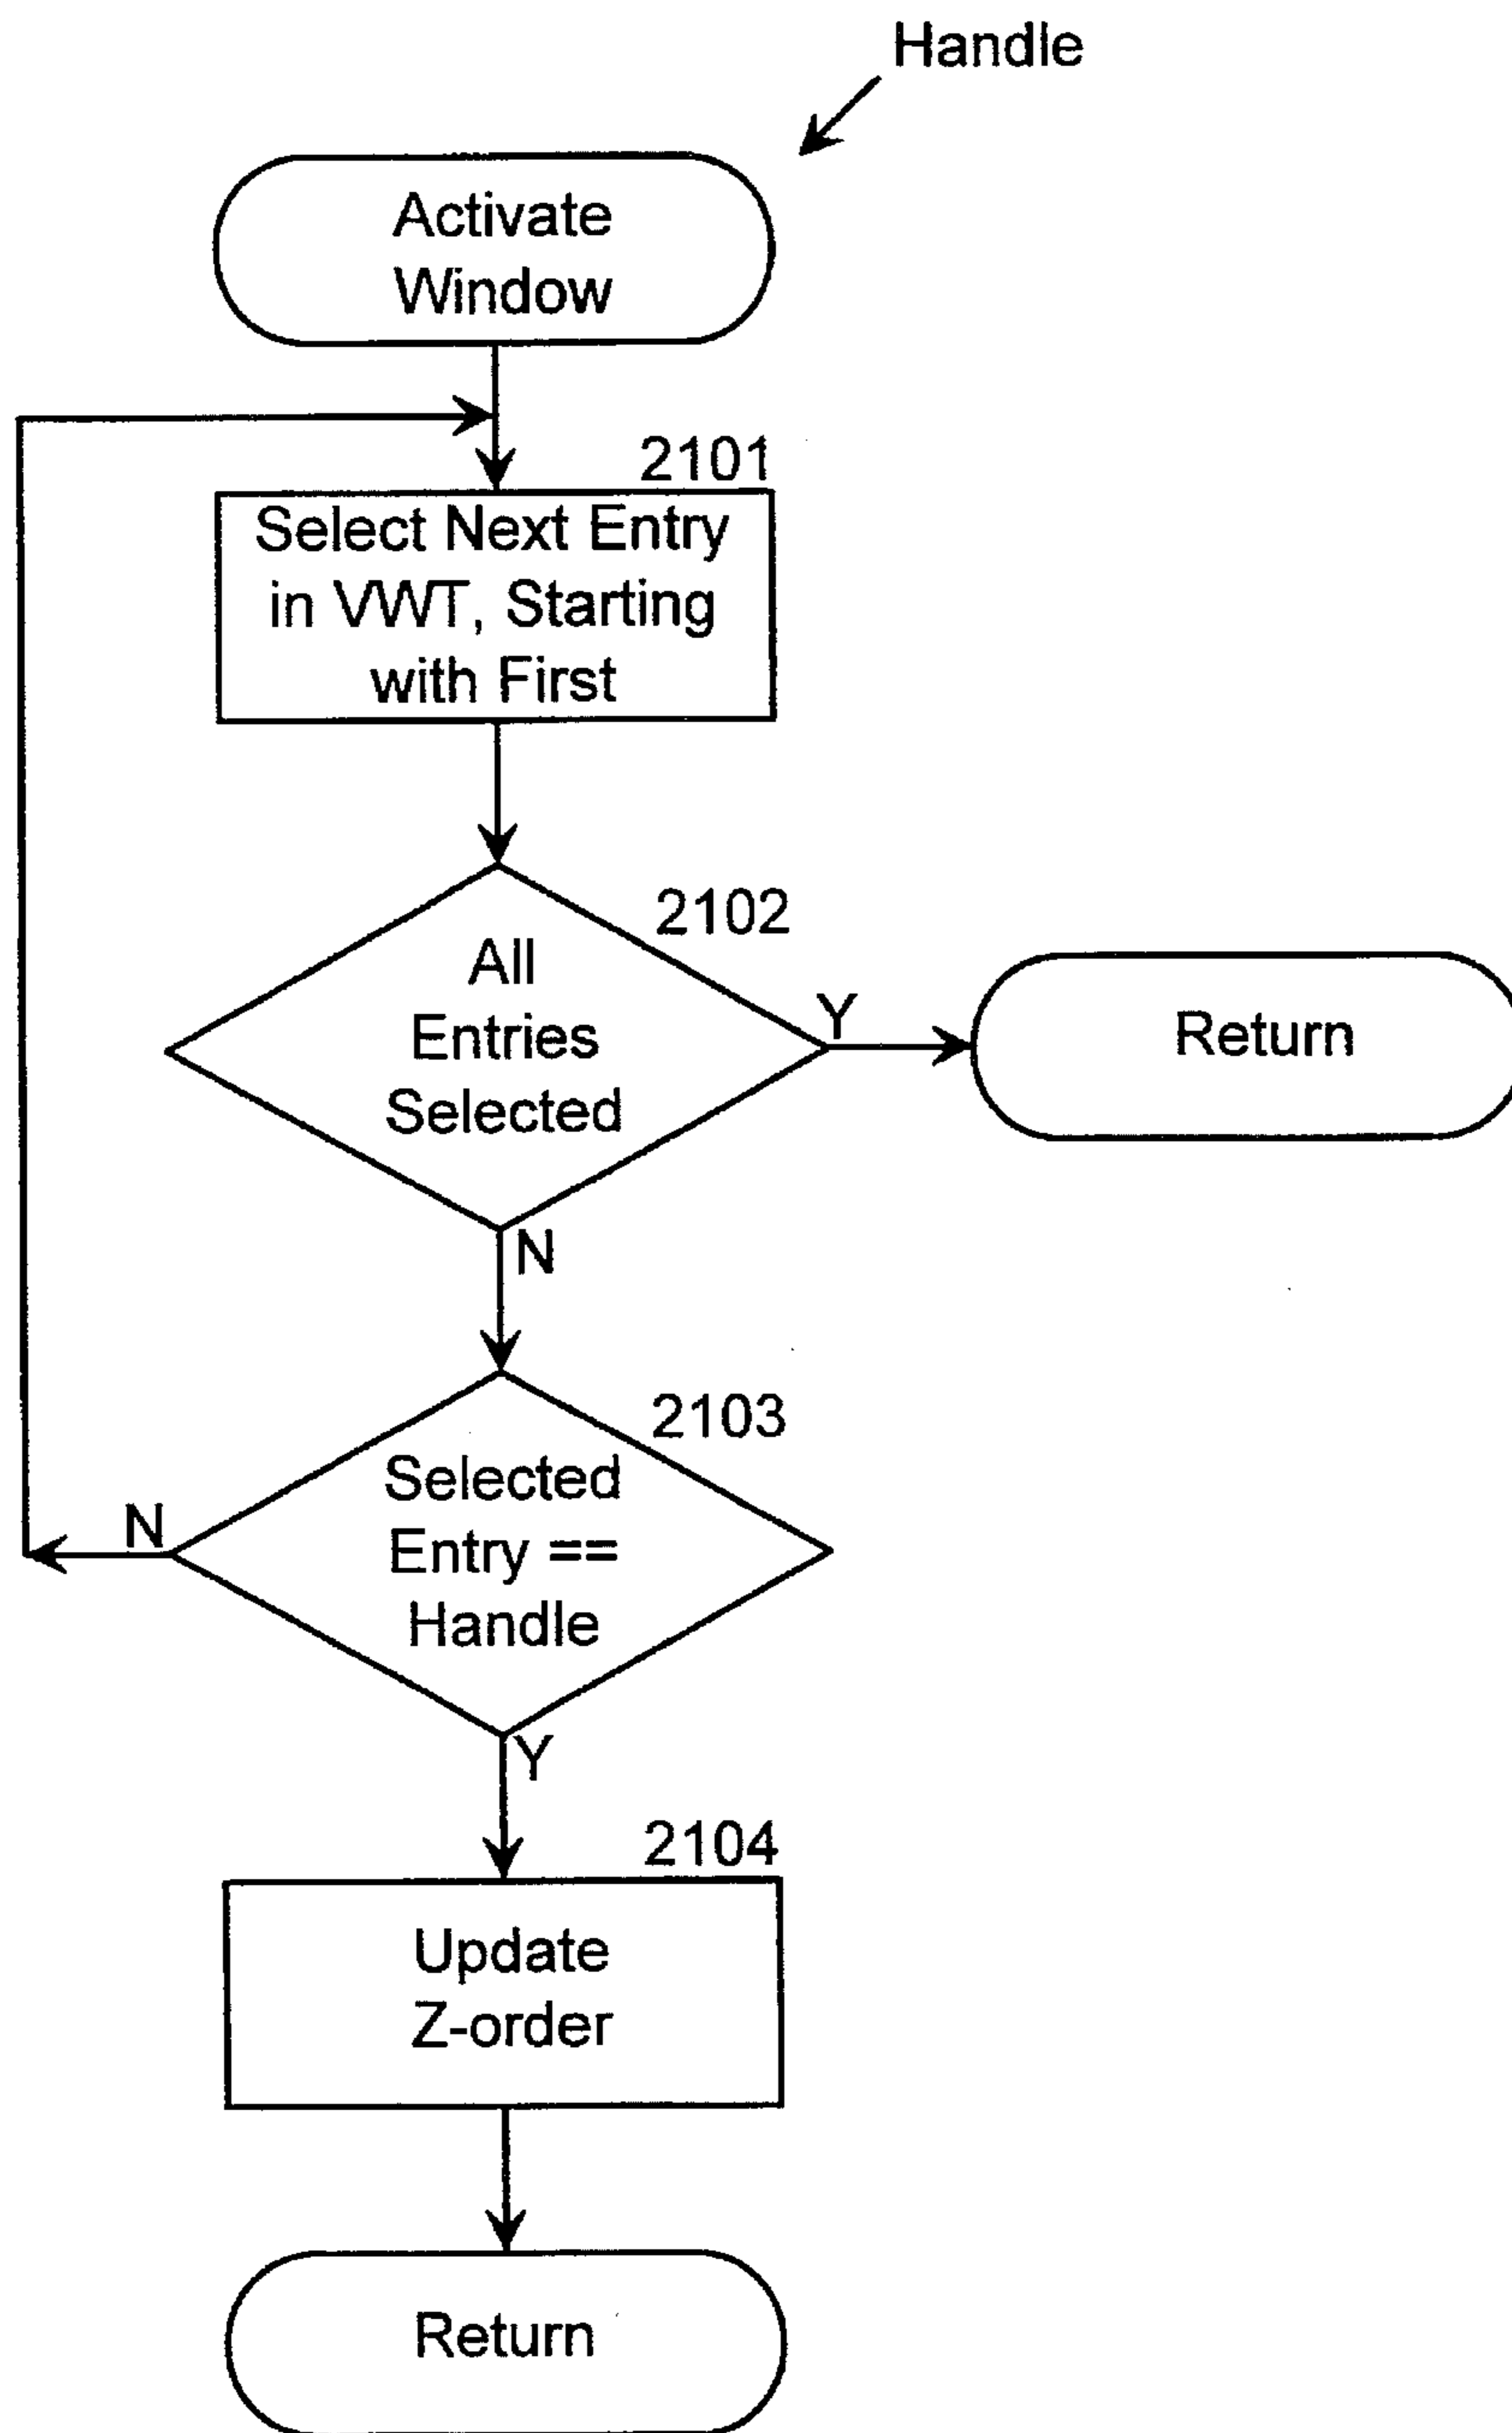 Handle
Activate
Window
2101
Select Next Entry
in VWT, Starting
with First
2102
All
Entries
Selected
Y
Return
N
2103
Selected
Entry ==
Handle
N
Y
2104
Update
Z-order
Return